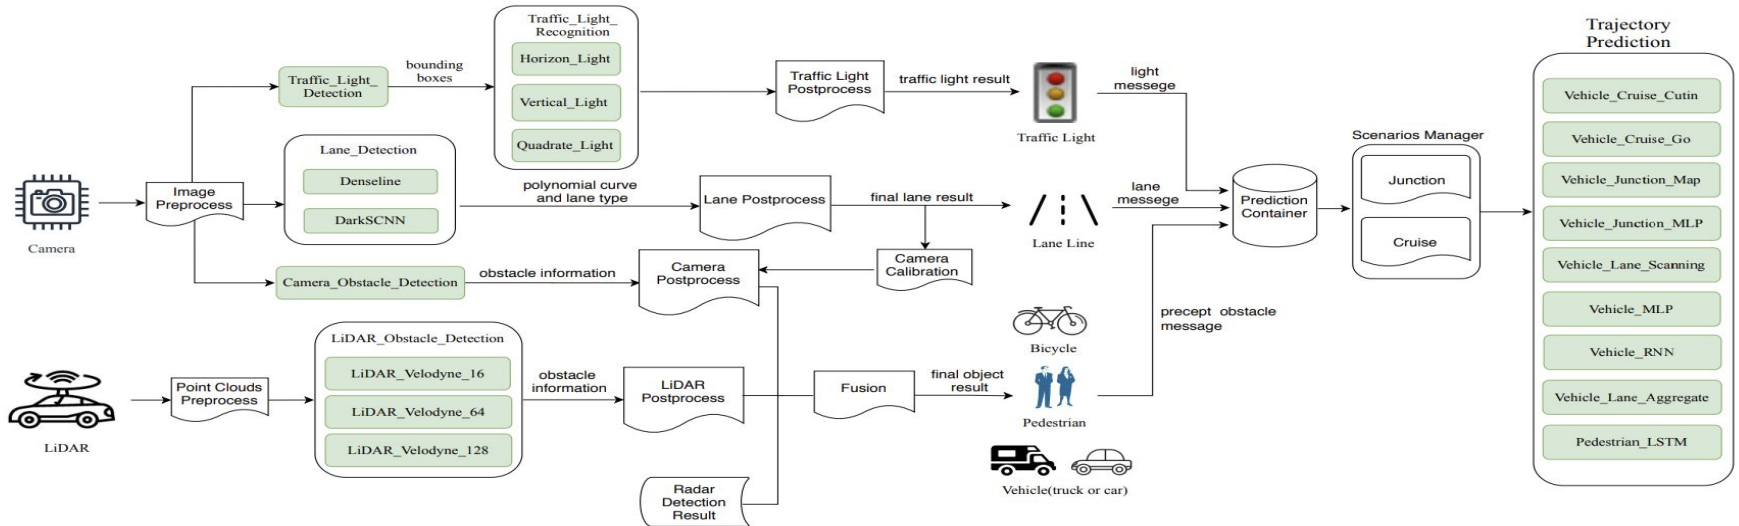 Traffic_Light_
Recognition
Horizon_Light
Vertical_Light
Quadrate_Light
Traffic_Light_
Detection
bounding
boxes
Traffic Light
Postprocess
traffic light result
Traffic Light
light
messege
Lane_Detection
Denseline
DarkSCNN
Camera
Image
Preprocess
polynomial curve
and lane type
Lane Postprocess
final lane result
Lane Line
lane
messege
Camera_Obstacle_Detection
obstacle information
Camera
Postprocess
Camera
Calibration
LiDAR
Point Clouds
Preprocess
LiDAR_Obstacle_Detection
LiDAR_Velodyne_16
LiDAR_Velodyne_64
LiDAR_Velodyne_128
obstacle
information
LiDAR
Postprocess
Radar
Detection
Result
Fusion
final object
result
Bicycle
Pedestrian
Vehicle(truck or car)
precept obstacle
message
Prediction
Container
Scenarios Manager
Junction
Cruise
Trajectory
Prediction
Vehicle_Cruise_Cutin
Vehicle_Cruise_Go
Vehicle_Junction_Map
Vehicle_Junction_MLP
Vehicle_Lane_Scanning
Vehicle_MLP
Vehicle_RNN
Vehicle_Lane_Aggregate
Pedestrian_LSTM